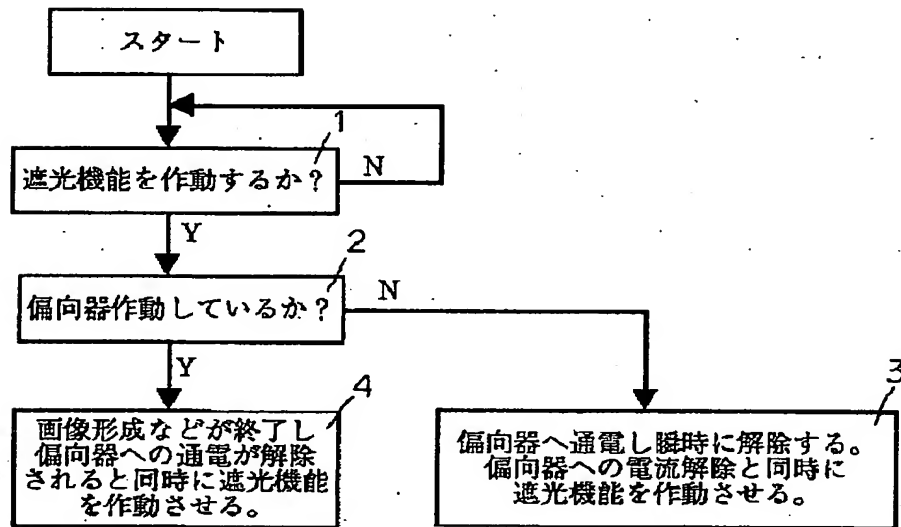 スタート
1
遮光機能を作動するか?
N
Y
2
偏向器作動しているか?
N
Y
4
画像形成などが終了し
偏向器への通電が解除
されると同時に遮光機能
を作動させる。
3
偏向器へ通電し瞬時に解除する。
偏向器への電流解除と同時に
遮光機能を作動させる。